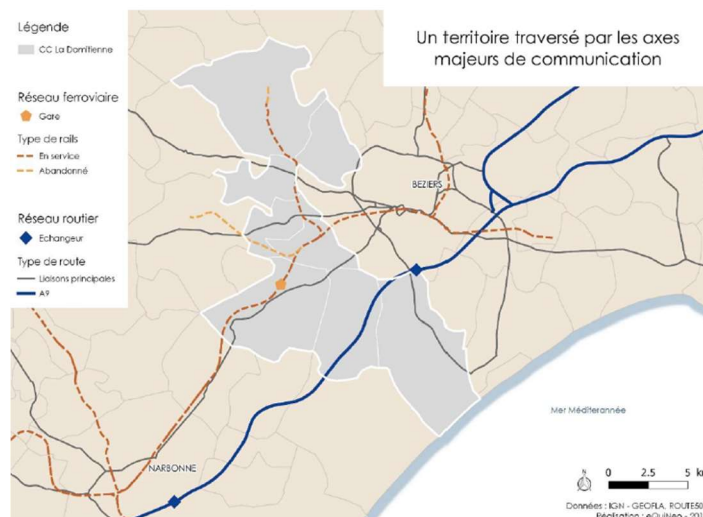 Légende
CC La Domitienne
Réseau ferroviaire
Gare
Type de rails
En service
Abandonné
Réseau routier
Echangeur
Type de route
Liaisons principales
A9
Un territoire traversé par les axes
majeurs de communication
BEZIERS
NARBONNE
Mer Méditerannée
0 2.5 5 k
Données : IGN - GEOFLA, ROUTE50
Réalisation :